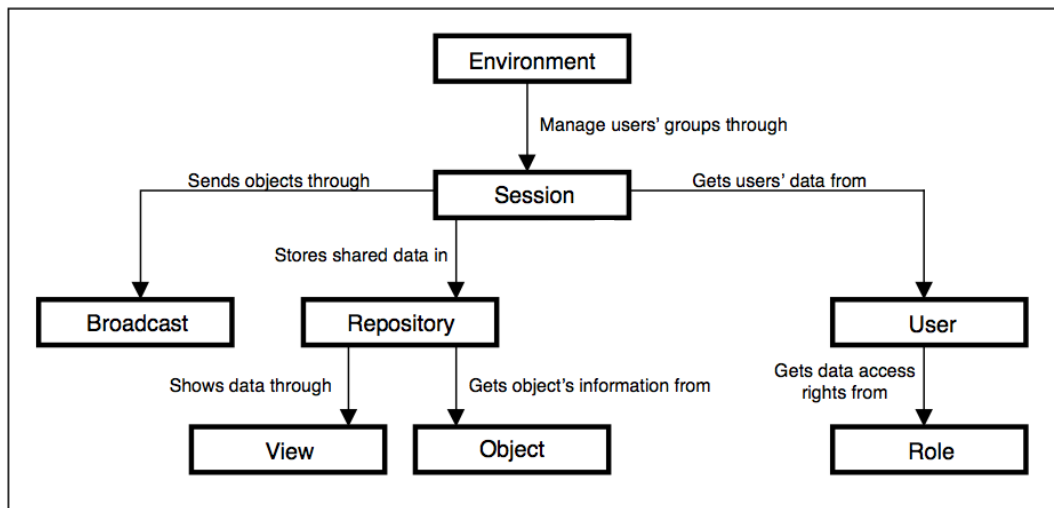 Environment
Manage users' groups through
Sends objects through
Session
Gets users' data from
Stores shared data in
Broadcast
Repository
User
Shows data through
Gets object's information from
Gets data access
rights from
View
Object
Role